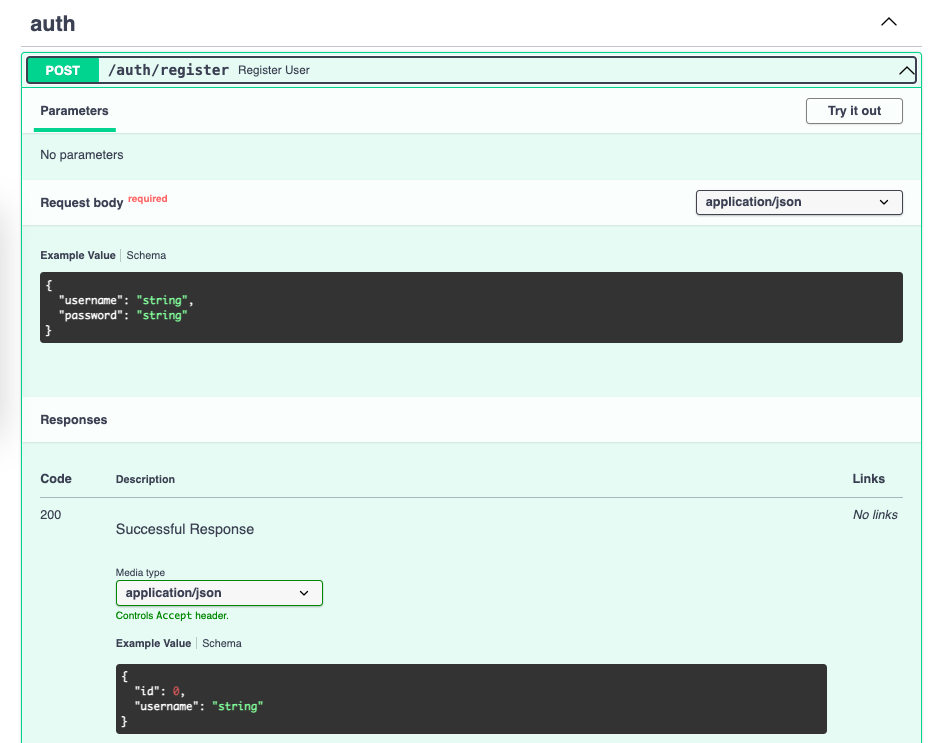 auth
POST /auth/register Register User
Parameters Try it out
No parameters
Request body required application/json
Example Value Schema
{
  "username": "string",
  "password": "string"
}
Responses
Code Description Links
200 Successful Response No links
Media type
application/json
Controls Accept header.
Example Value Schema
{
  "id": 0,
  "username": "string"
}